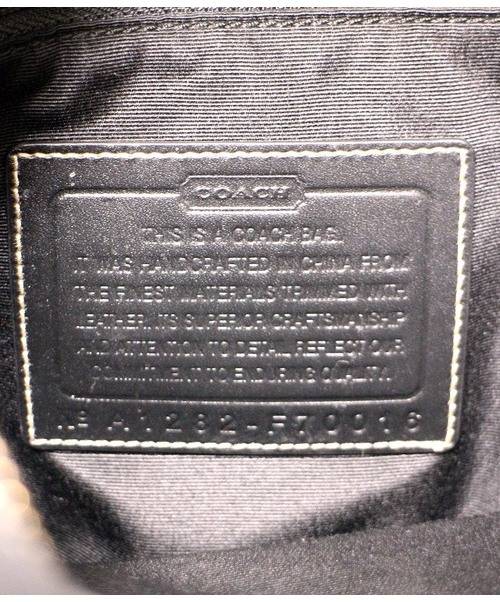 COACH
THIS IS A COACH BAG.
IT WAS HANDCRAFTED IN CHINA FROM
THE FINEST MATERIALS TRIMMED WITH
LEATHER. ITS SUPERIOR CRAFTSMANSHIP
AND ATTENTION TO DETAIL REFLECT OUR
COMMITMENT TO ENDURING QUALITY.
Nº A1282-F70016